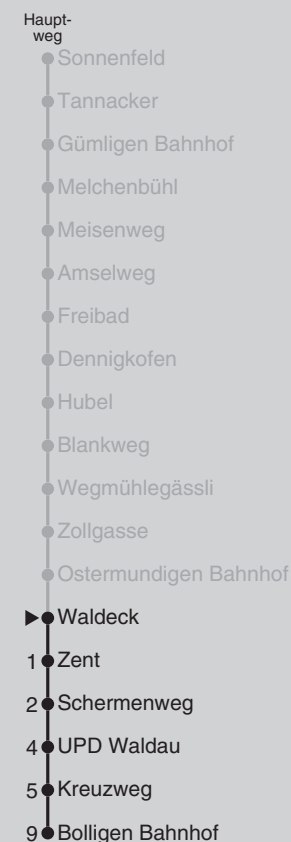 Haupt-
weg
Sonnenfeld
Tannacker
Gümligen Bahnhof
Melchenbühl
Meisenweg
Amselweg
Freibad
Dennigkofen
Hubel
Blankweg
Wegmühlegässli
Zollgasse
Ostermundigen Bahnhof
Waldeck
1 Zent
2 Schermenweg
4 UPD Waldau
5 Kreuzweg
9 Bolligen Bahnhof